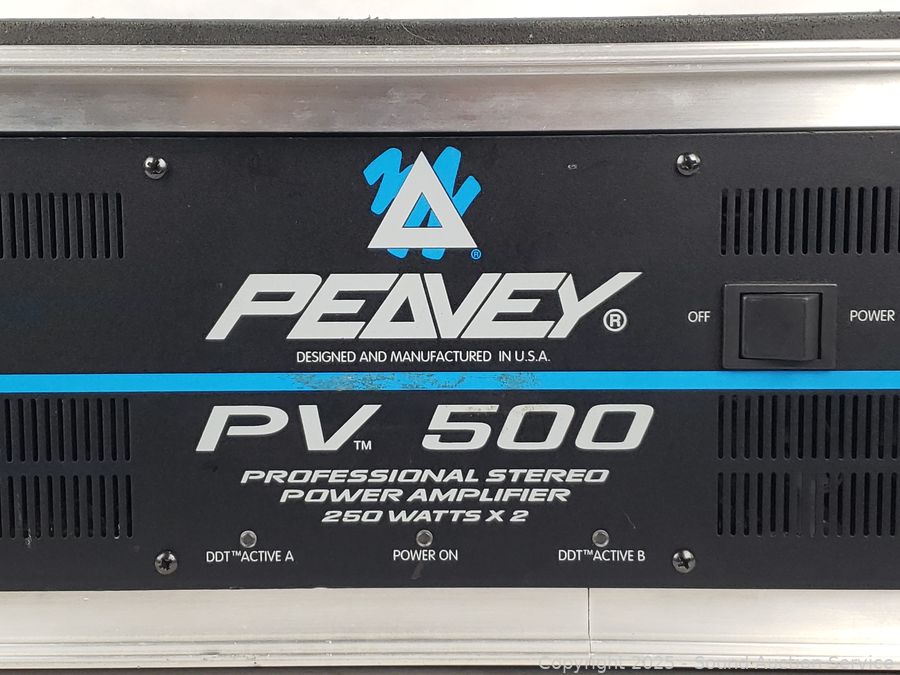 ®
PEAVEY®
DESIGNED AND MANUFACTURED IN U.S.A.
OFF
POWER
PV™ 500
PROFESSIONAL STEREO
POWER AMPLIFIER
250 WATTS X 2
DDT™ACTIVE A
POWER ON
DDT™ACTIVE B
Copyright 2025 - Sound Auction Service